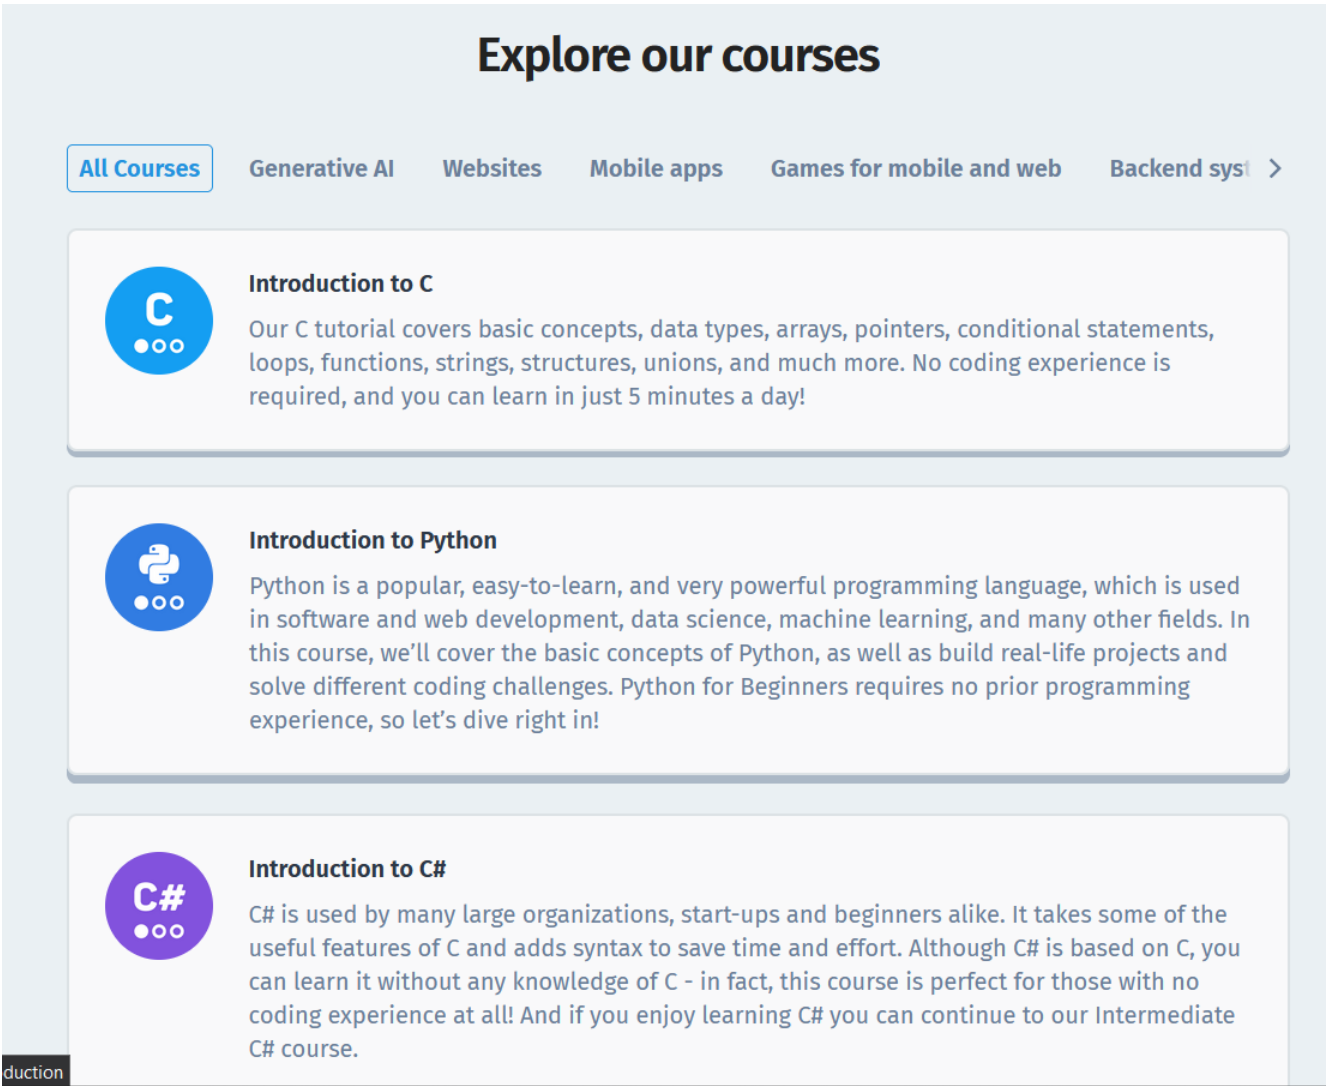 Explore our courses
All Courses Generative AI Websites Mobile apps Games for mobile and web Backend syst
C
Introduction to C
Our C tutorial covers basic concepts, data types, arrays, pointers, conditional statements,
loops, functions, strings, structures, unions, and much more. No coding experience is
required, and you can learn in just 5 minutes a day!
Introduction to Python
Python is a popular, easy-to-learn, and very powerful programming language, which is used
in software and web development, data science, machine learning, and many other fields. In
this course, we’ll cover the basic concepts of Python, as well as build real-life projects and
solve different coding challenges. Python for Beginners requires no prior programming
experience, so let’s dive right in!
C#
Introduction to C#
C# is used by many large organizations, start-ups and beginners alike. It takes some of the
useful features of C and adds syntax to save time and effort. Although C# is based on C, you
can learn it without any knowledge of C - in fact, this course is perfect for those with no
coding experience at all! And if you enjoy learning C# you can continue to our Intermediate
C# course.
duction